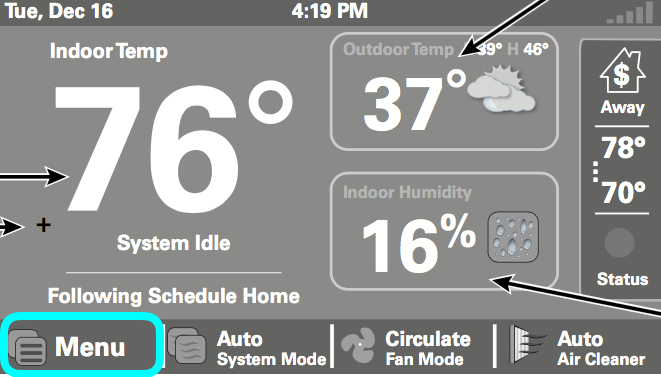 Tue, Dec 16
4:19 PM
Indoor Temp
76°
+
System Idle
Following Schedule Home
Outdoor Temp H 46°
37°
Indoor Humidity
16%
$
Away
78°
70°
Status
Menu
Auto
System Mode
Circulate
Fan Mode
Auto
Air Cleaner